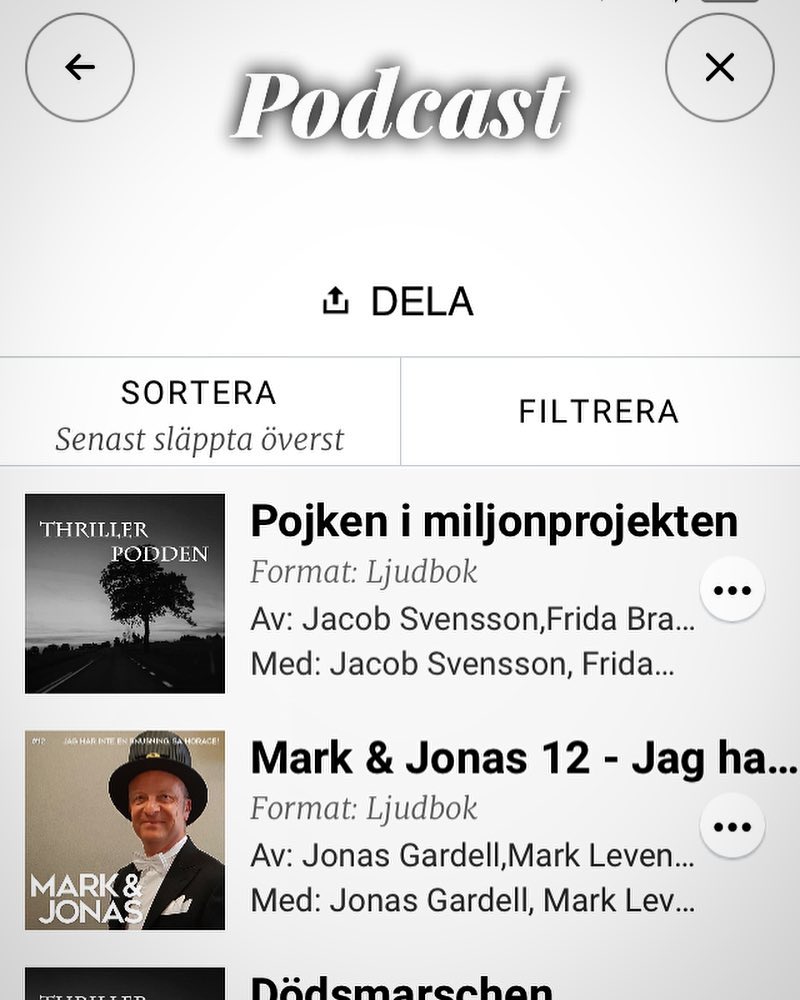 Podcast
DELA
SORTERA
Senast släppta överst
FILTRERA
THRILLER
PODDEN
Pojken i miljonprojekten
Format: Ljudbok
Av: Jacob Svensson,Frida Bra...
Med: Jacob Svensson, Frida...
#12 JAG HAR INTE EN SUSNING, SA HORACE!
MARK &
JONAS
Mark & Jonas 12 - Jag ha...
Format: Ljudbok
Av: Jonas Gardell,Mark Leven...
Med: Jonas Gardell, Mark Lev...
THRILLER
Dödsmarschen